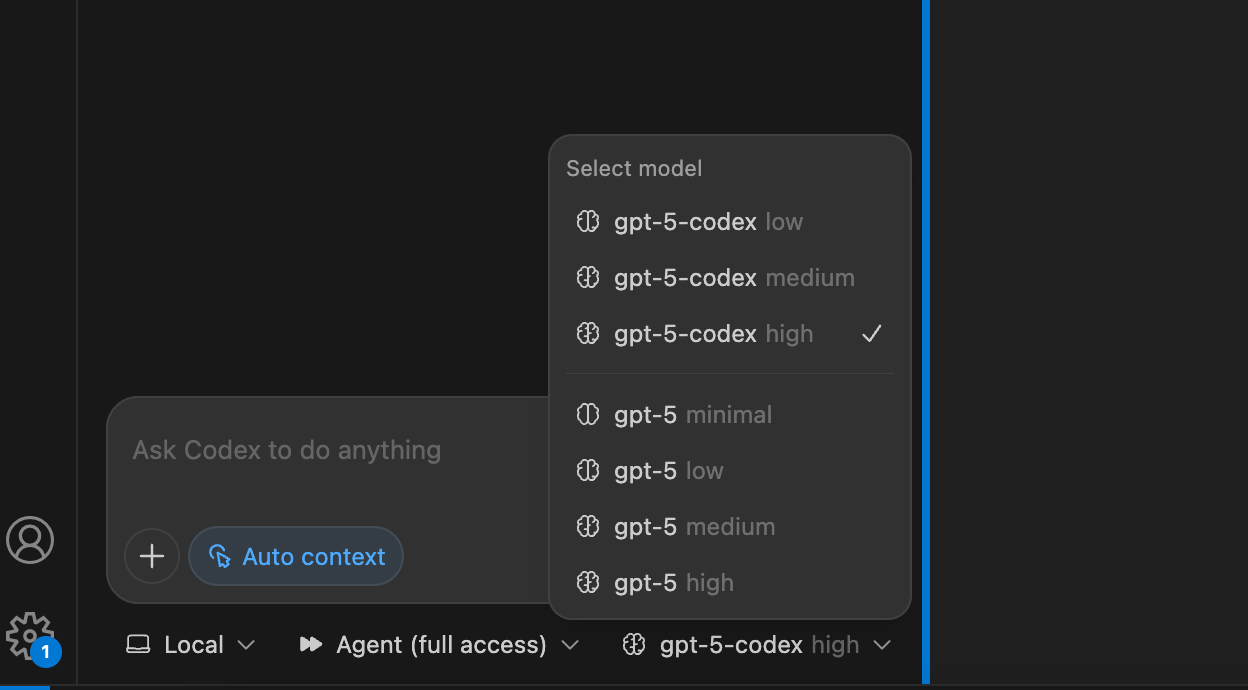 Select model
gpt-5-codex low
gpt-5-codex medium
gpt-5-codex high
gpt-5 minimal
gpt-5 low
gpt-5 medium
gpt-5 high
Ask Codex to do anything
Auto context
1
Local Agent (full access) gpt-5-codex high